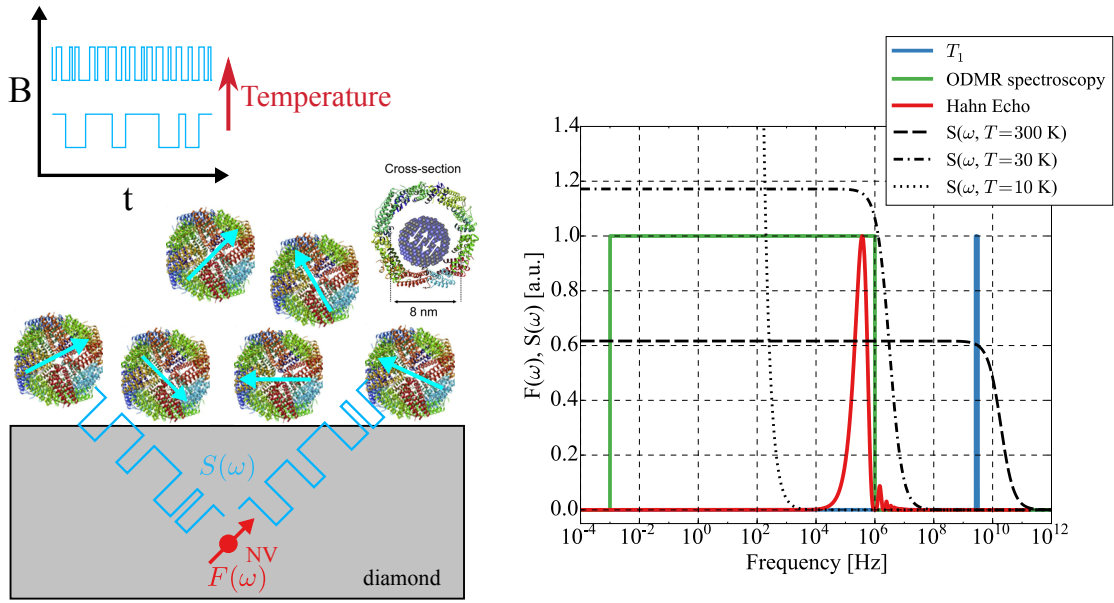 B
Temperature
t
Cross-section
8 nm
S(ω)
NV
F(ω)
diamond
T₁
ODMR spectroscopy
Hahn Echo
S(ω, T=300 K)
S(ω, T=30 K)
S(ω, T=10 K)
1.4
1.2
1.0
0.8
0.6
0.4
0.2
0.0
F(ω), S(ω) [a.u.]
10⁻⁴ 10⁻² 10⁰ 10² 10⁴ 10⁶ 10⁸ 10¹⁰ 10¹²
Frequency [Hz]